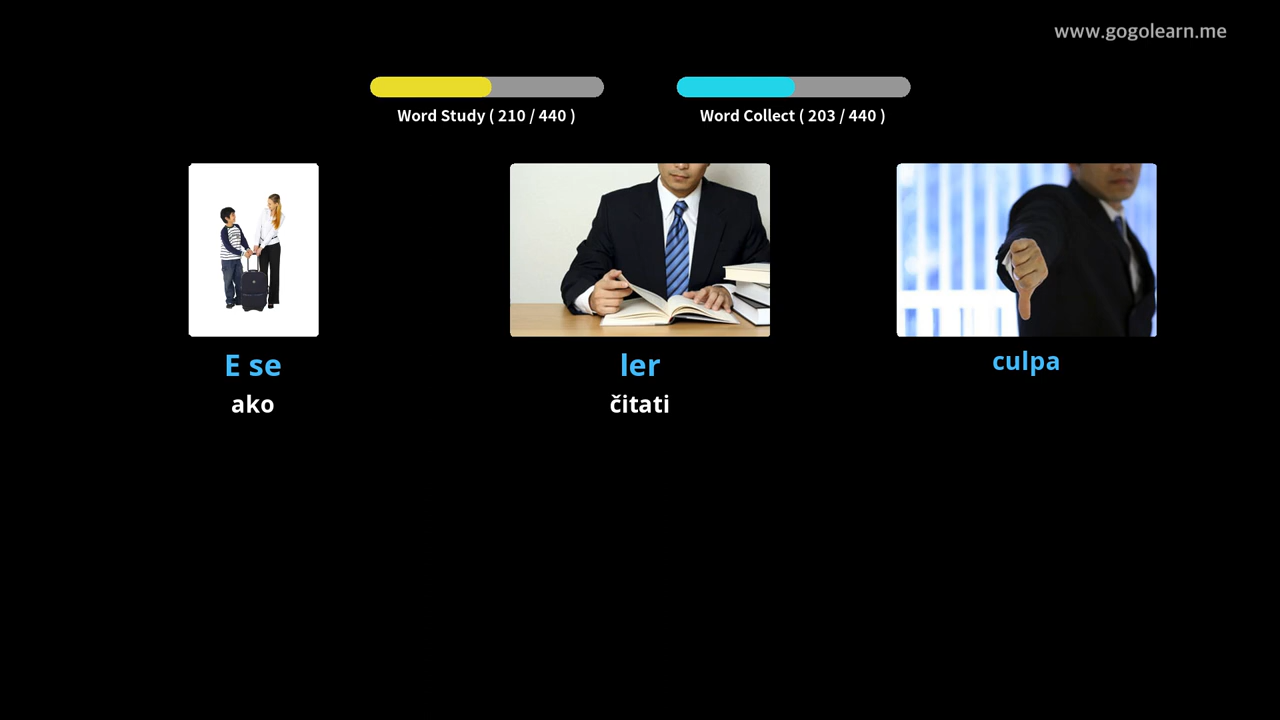 www.gogolearn.me
Word Study ( 210 / 440 )
Word Collect ( 203 / 440 )
E se
ako
ler
čitati
culpa